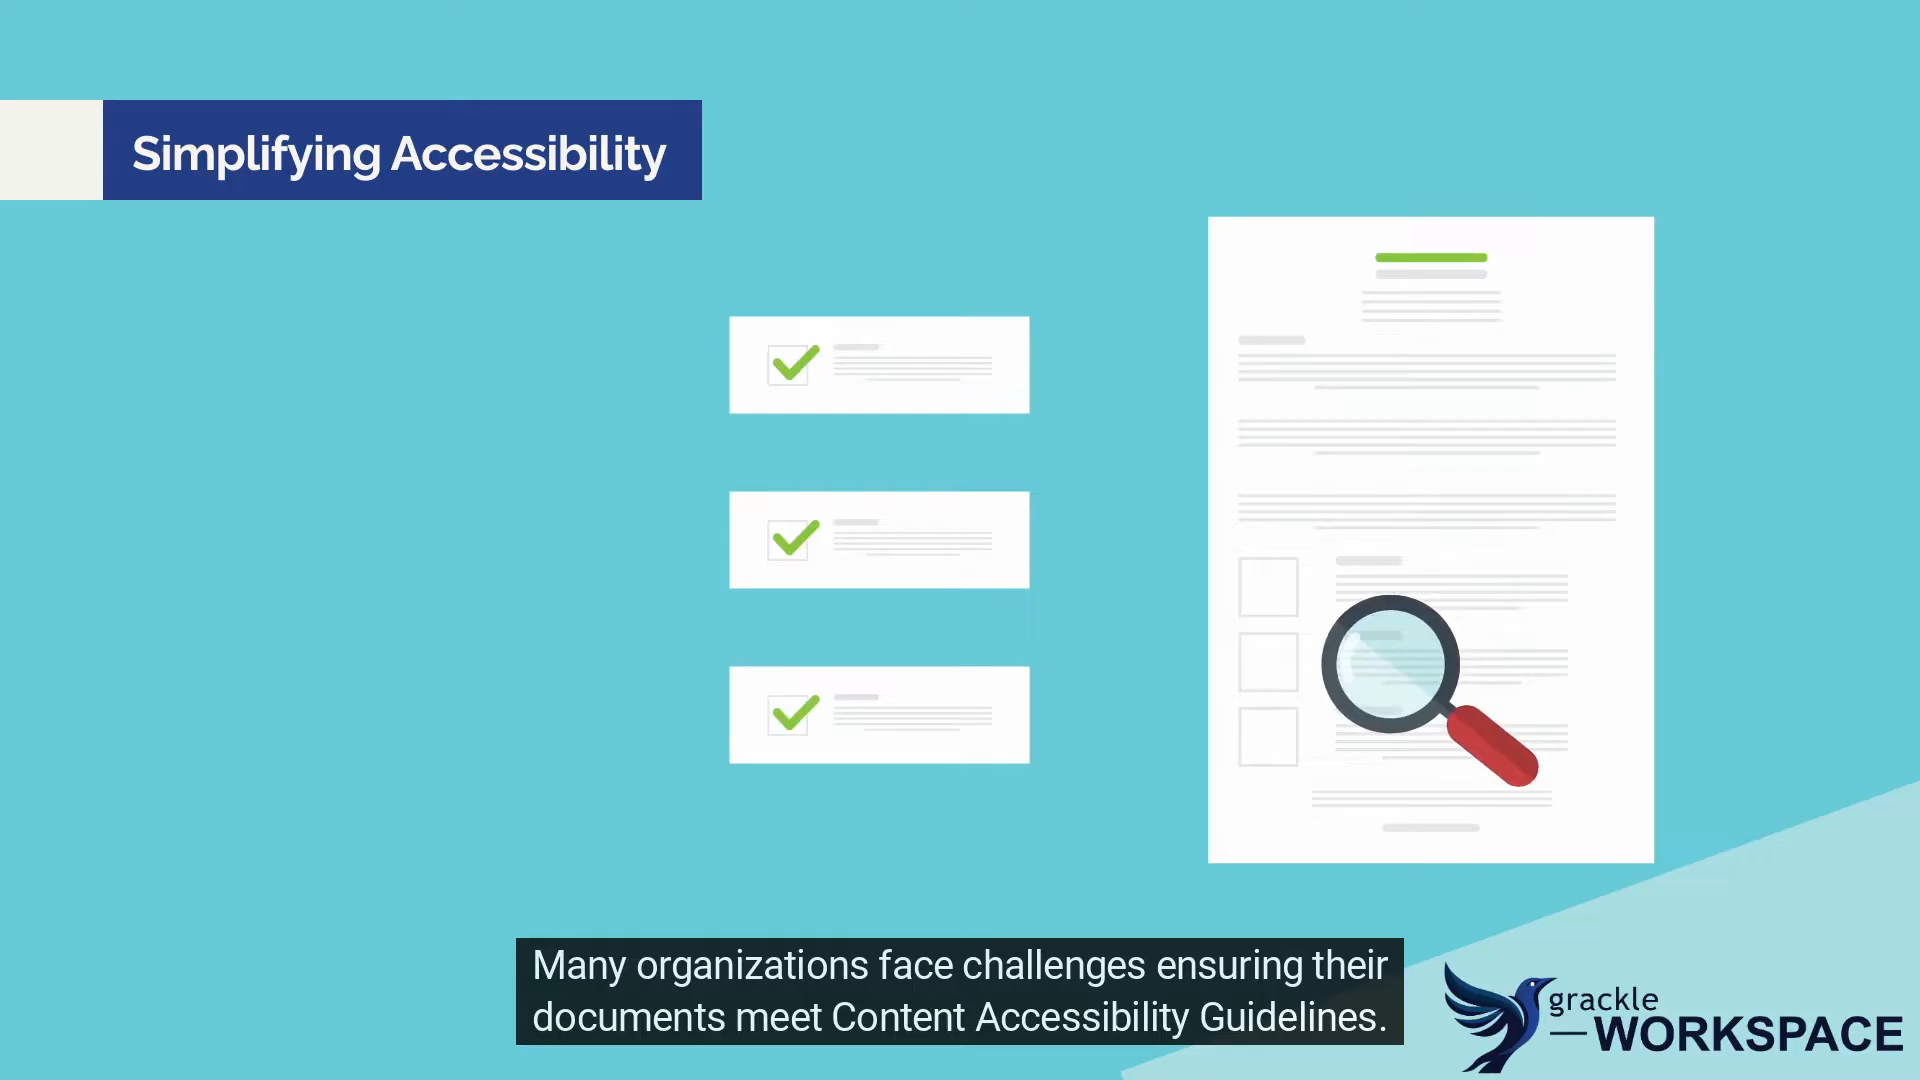 Simplifying Accessibility
Many organizations face challenges ensuring their
documents meet Content Accessibility Guidelines.
grackle
WORKSPACE